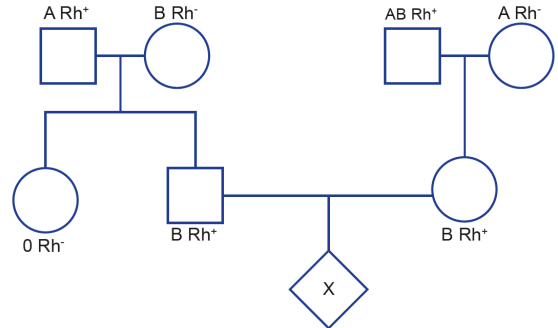 A Rh⁺
B Rh⁻
AB Rh⁺
A Rh⁻
0 Rh⁻
B Rh⁺
B Rh⁺
X